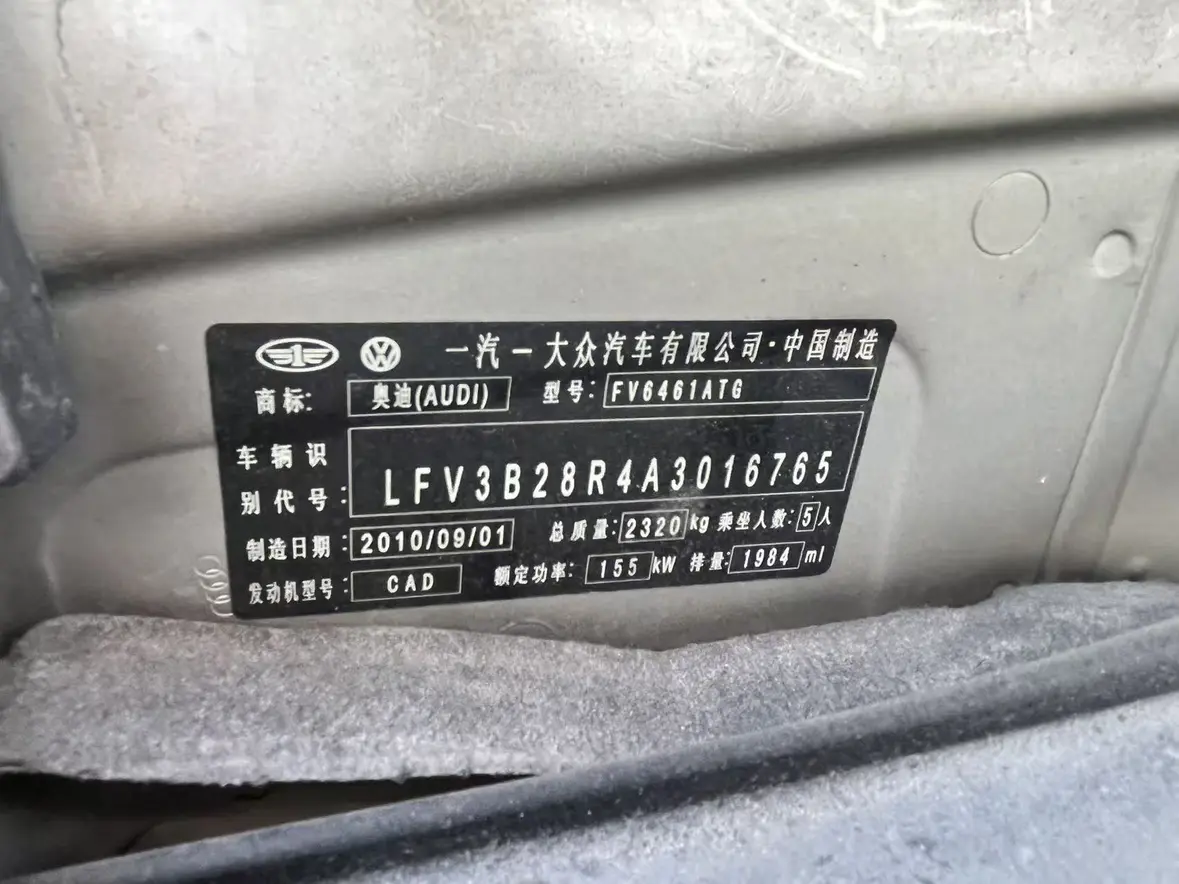 一汽-大众汽车有限公司·中国制造
商标: 奥迪(AUDI) 型号: FV6461ATG
车辆识别代号: LFV3B28R4A3016765
制造日期: 2010/09/01 总质量: 2320 kg 乘坐人数: 5 人
发动机型号: CAD 额定功率: 155 kW 排量: 1984 ml